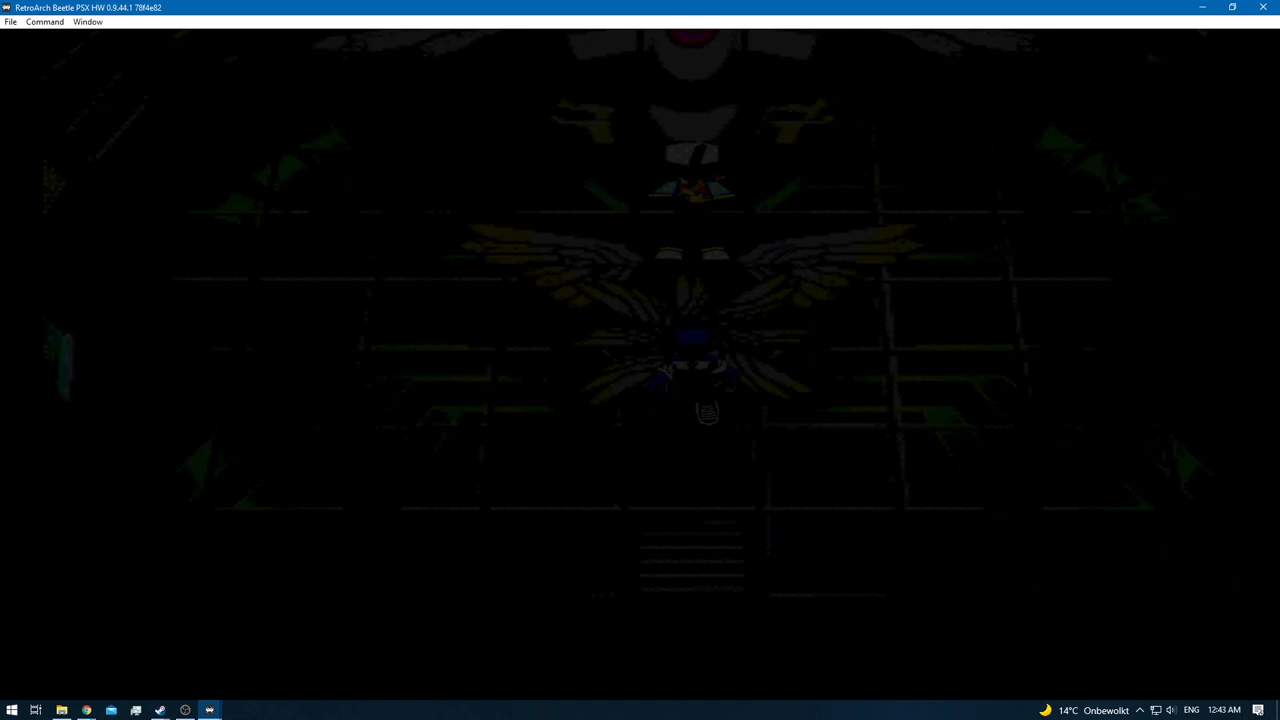 RetroArch Beetle PSX HW 0.9.44.1 78f4e82
File Command Window
14°C Onbewolkt ENG 12:43 AM